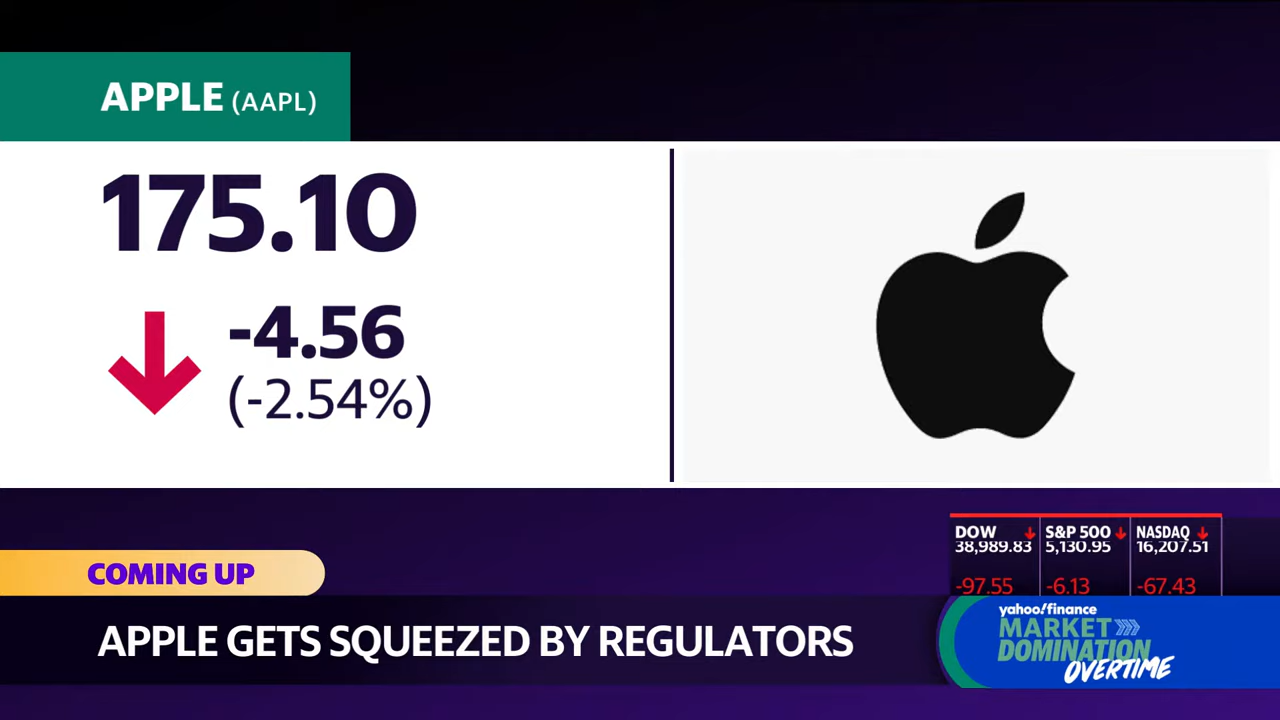 APPLE (AAPL)
175.10
-4.56
(-2.54%)
DOW
38,989.83
-97.55
S&P 500
5,130.95
-6.13
NASDAQ
16,207.51
-67.43
COMING UP
APPLE GETS SQUEEZED BY REGULATORS
yahoo!finance
MARKET
DOMINATION
OVERTIME